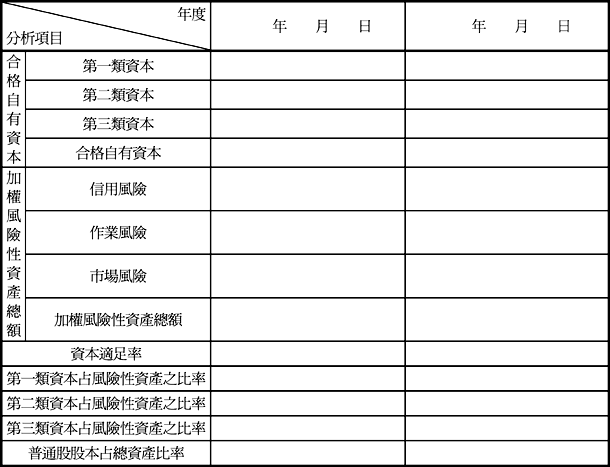 年度
分析項目
年 月 日
年 月 日
合格自有資本
第一類資本
第二類資本
第三類資本
合格自有資本
加權風險性資產總額
信用風險
作業風險
市場風險
加權風險性資產總額
資本適足率
第一類資本占風險性資產之比率
第二類資本占風險性資產之比率
第三類資本占風險性資產之比率
普通股股本占總資產比率